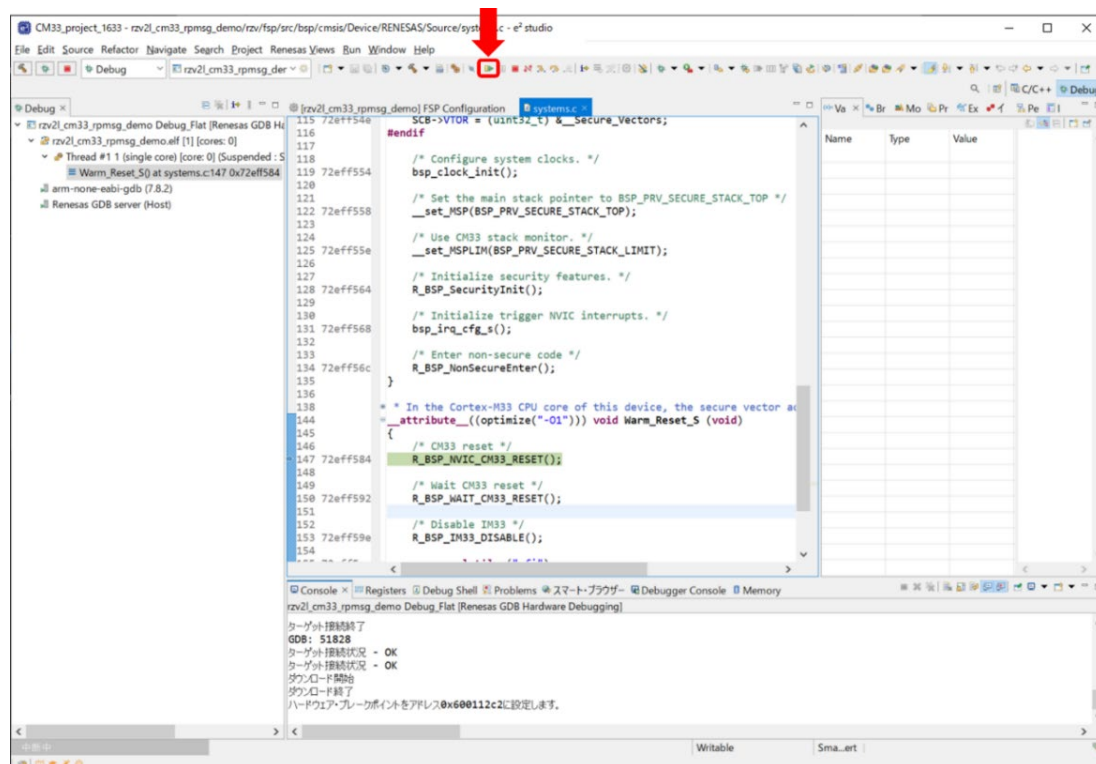 CM33_project_1633 - rzv2l_cm33_rpmsg_demo/rzv/fsp/src/bsp/cmsis/Device/RENESAS/Source/syst .c - e² studio
File Edit Source Refactor Navigate Search Project Renesas Views Run Window Help
Debug rzv2l_cm33_rpmsg_der
C/C++ Debug
Debug ×
[rzv2l_cm33_rpmsg_demo] FSP Configuration systems.c ×
Va × Br Mo Pr Ex Pe
rzv2l_cm33_rpmsg_demo Debug_Flat [Renesas GDB Ha
rzv2l_cm33_rpmsg_demo.elf [1] [cores: 0]
Thread #1 1 (single core) [core: 0] (Suspended : S
Warm_Reset_S() at systems.c:147 0x72eff584
arm-none-eabi-gdb (7.8.2)
Renesas GDB server (Host)
Name Type Value
115 72eff54e SCB->VTOR = (uint32_t) &__Secure_Vectors;
116 #endif
117
118 /* Configure system clocks. */
119 72eff554 bsp_clock_init();
120
121 /* Set the main stack pointer to BSP_PRV_SECURE_STACK_TOP */
122 72eff558 __set_MSP(BSP_PRV_SECURE_STACK_TOP);
123
124 /* Use CM33 stack monitor. */
125 72eff55e __set_MSPLIM(BSP_PRV_SECURE_STACK_LIMIT);
126
127 /* Initialize security features. */
128 72eff564 R_BSP_SecurityInit();
129
130 /* Initialize trigger NVIC interrupts. */
131 72eff568 bsp_irq_cfg_s();
132
133 /* Enter non-secure code */
134 72eff56c R_BSP_NonSecureEnter();
135 }
136
138 * In the Cortex-M33 CPU core of this device, the secure vector ad
144 __attribute__((optimize("-O1"))) void Warm_Reset_S (void)
145 {
146 /* CM33 reset */
147 72eff584 R_BSP_NVIC_CM33_RESET();
148
149 /* Wait CM33 reset */
150 72eff592 R_BSP_WAIT_CM33_RESET();
151
152 /* Disable IM33 */
153 72eff59e R_BSP_IM33_DISABLE();
154
Console × Registers Debug Shell Problems スマート・ブラウザー Debugger Console Memory
rzv2l_cm33_rpmsg_demo Debug_Flat [Renesas GDB Hardware Debugging]
ターゲット接続終了
GDB: 51828
ターゲット接続状況 - OK
ターゲット接続状況 - OK
ダウンロード開始
ダウンロード終了
ハードウェア・ブレークポイントをアドレス0x600112c2に設定します。
中断中
Writable Sma...ert